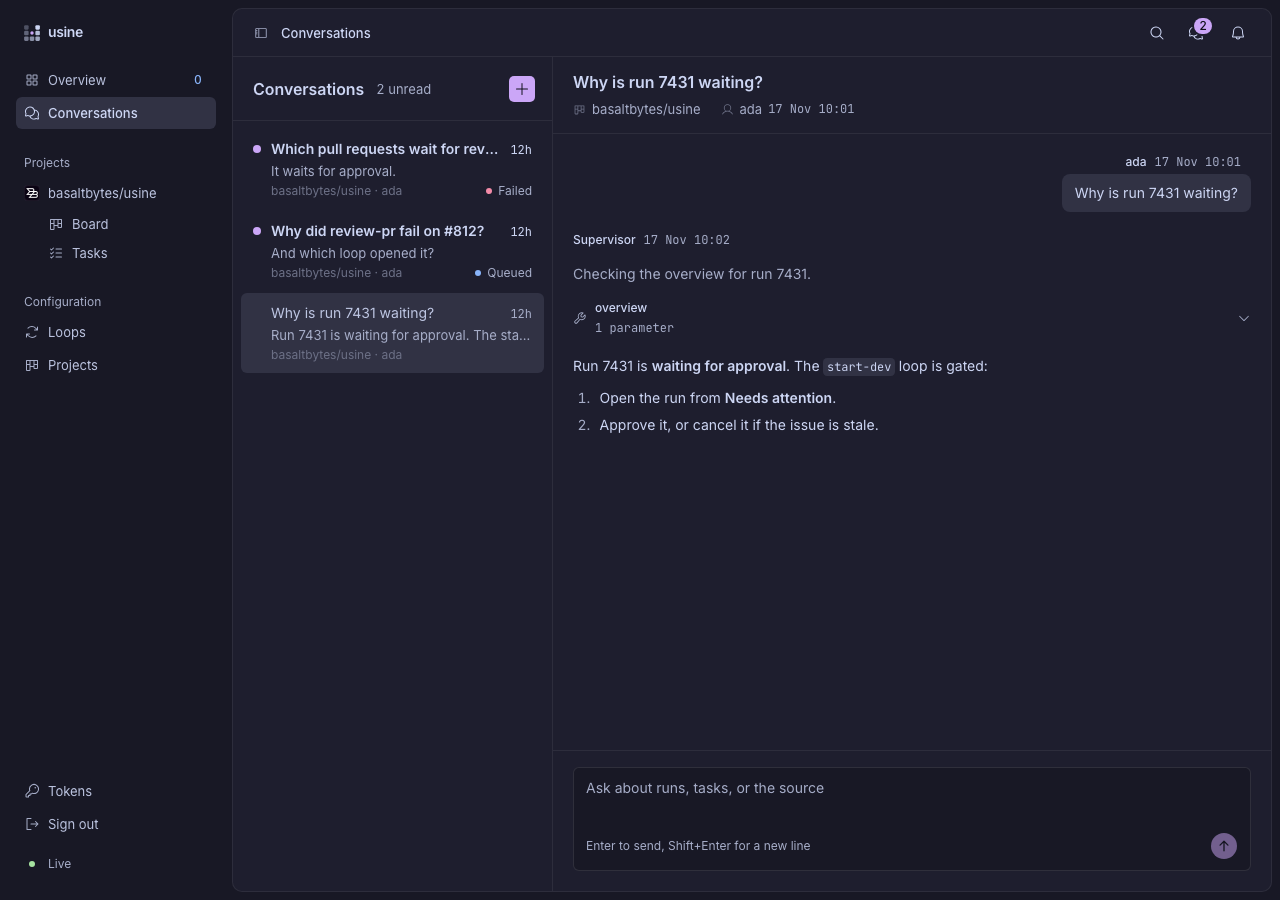 usine
Overview 0
Conversations
Projects
basaltbytes/usine
Board
Tasks
Configuration
Loops
Projects
Tokens
Sign out
Live
Conversations
2
Conversations 2 unread
Which pull requests wait for rev... 12h
It waits for approval.
basaltbytes/usine · ada Failed
Why did review-pr fail on #812? 12h
And which loop opened it?
basaltbytes/usine · ada Queued
Why is run 7431 waiting? 12h
Run 7431 is waiting for approval. The sta...
basaltbytes/usine · ada
Why is run 7431 waiting?
basaltbytes/usine ada 17 Nov 10:01
ada 17 Nov 10:01
Why is run 7431 waiting?
Supervisor 17 Nov 10:02
Checking the overview for run 7431.
overview
1 parameter
Run 7431 is waiting for approval. The start-dev loop is gated:
1. Open the run from Needs attention.
2. Approve it, or cancel it if the issue is stale.
Ask about runs, tasks, or the source
Enter to send, Shift+Enter for a new line